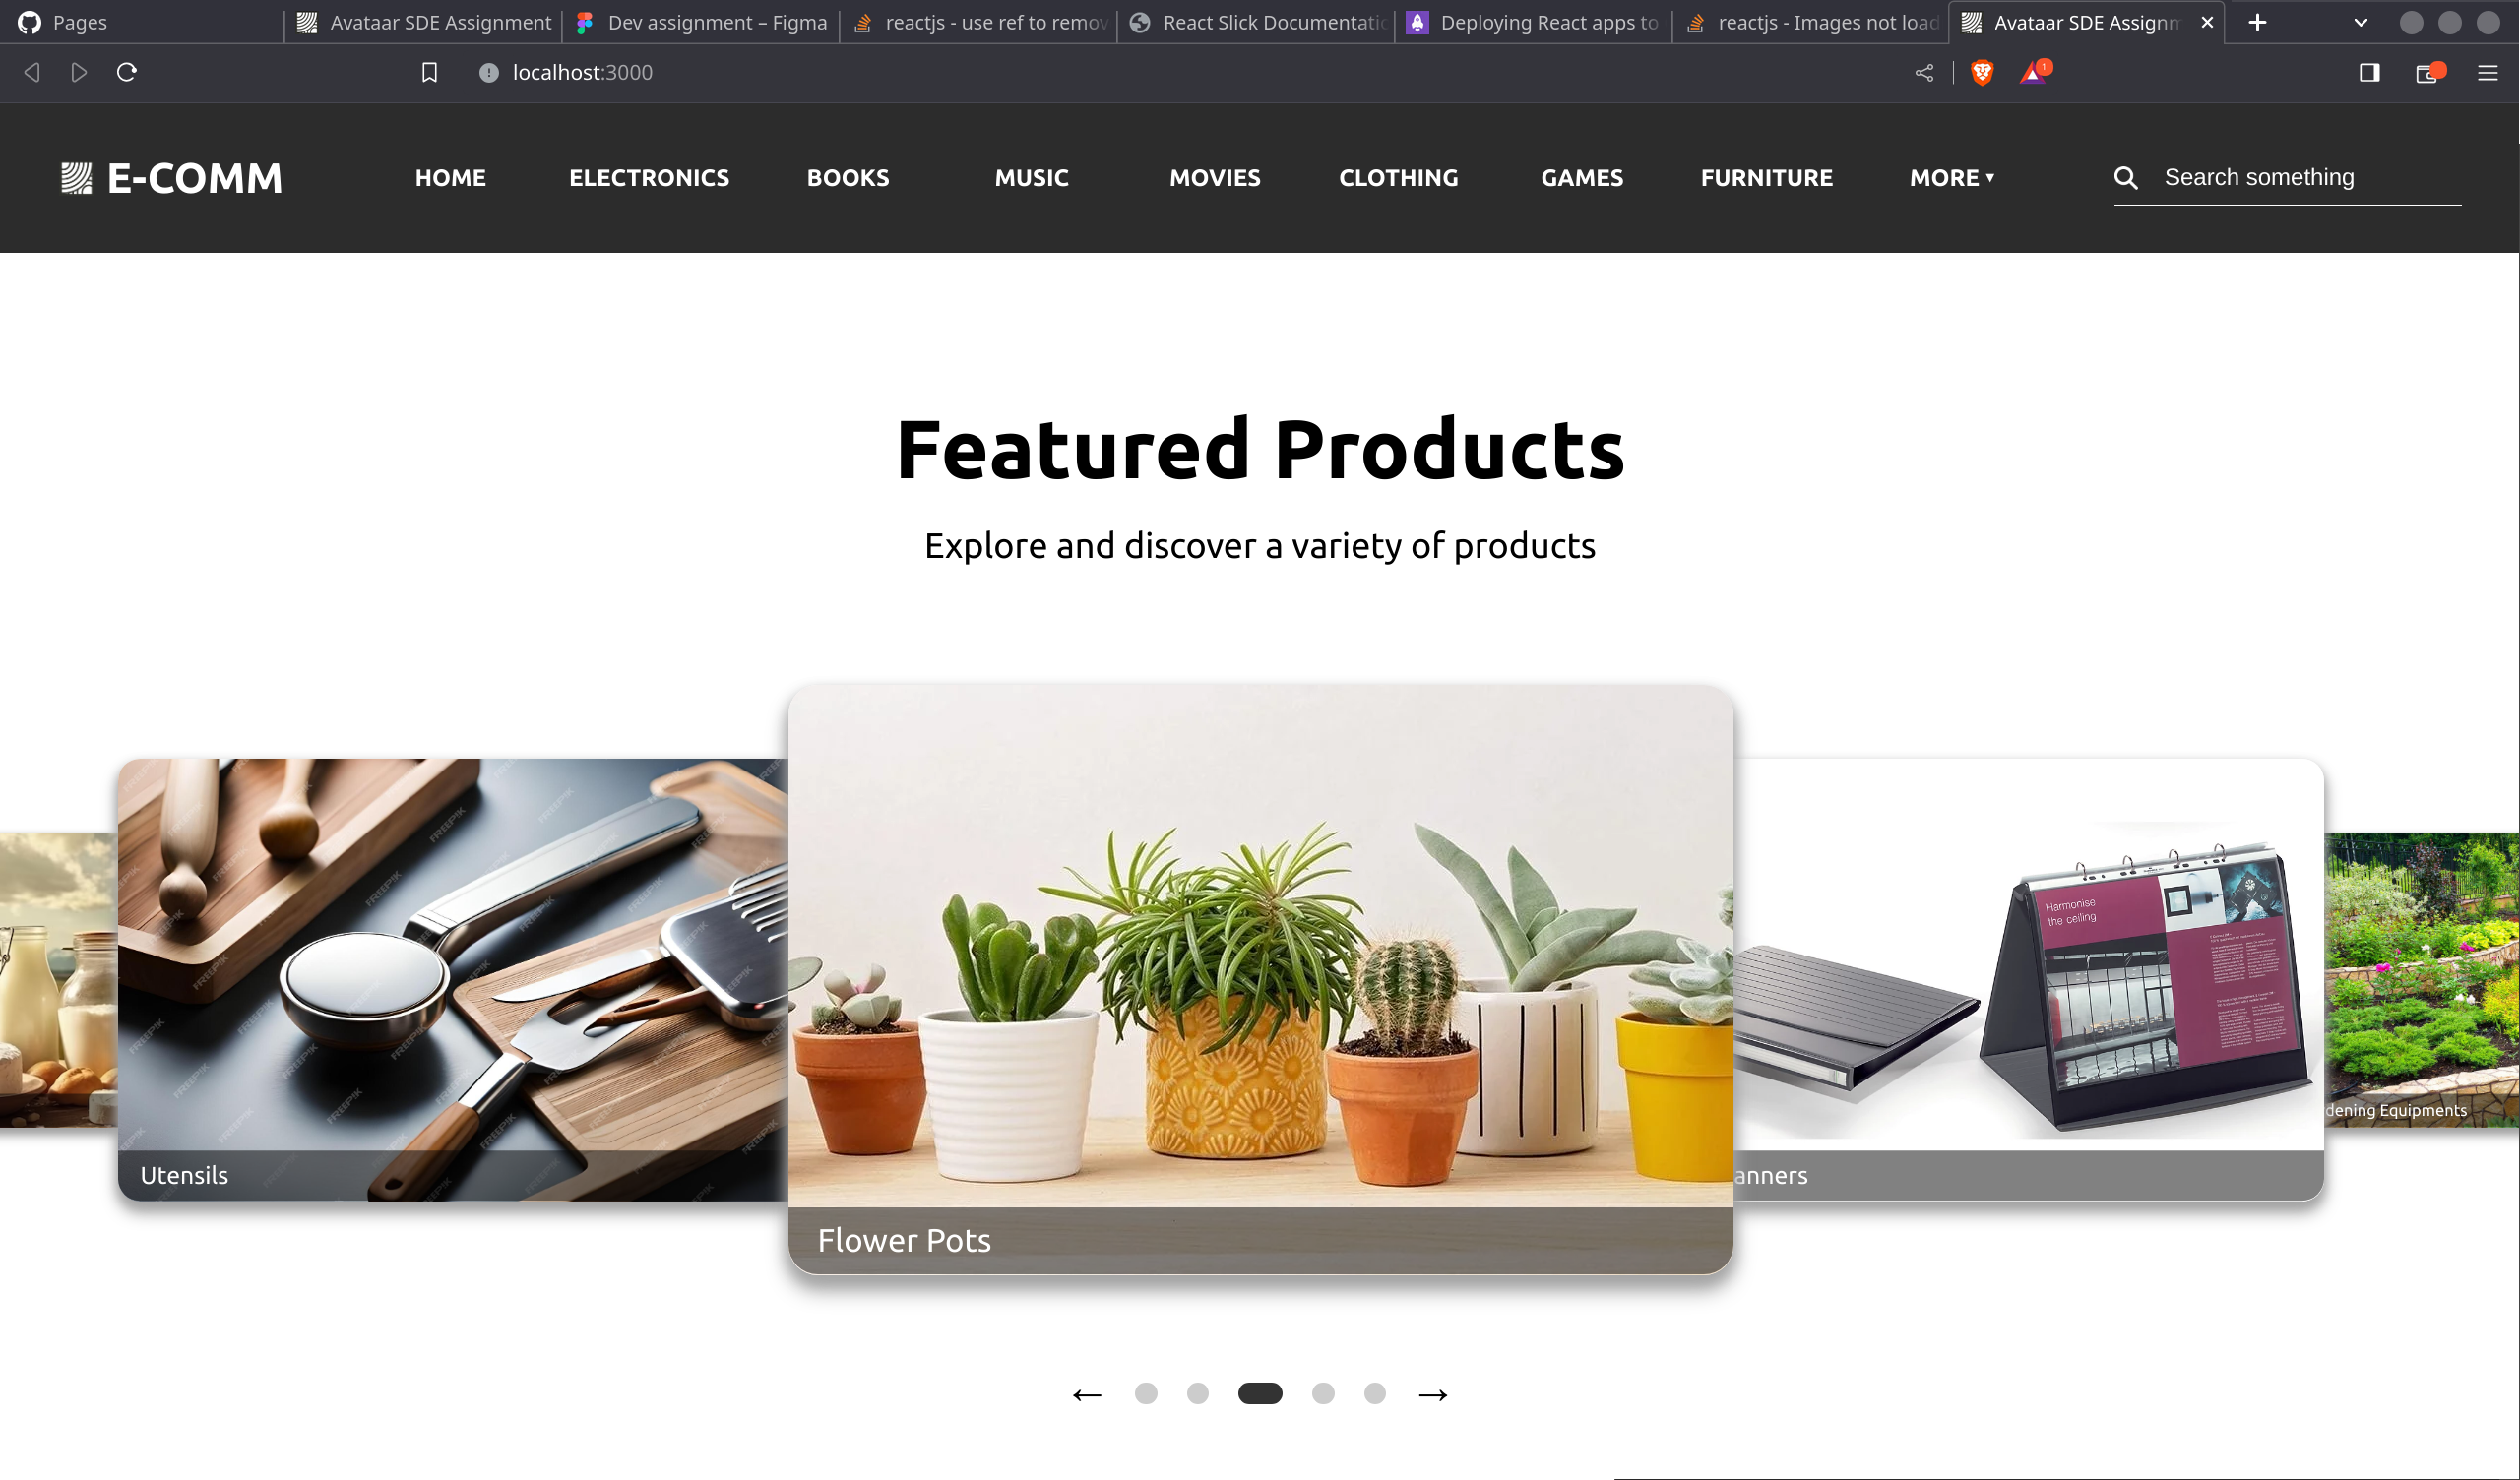 Pages
Avataar SDE Assignment
Dev assignment – Figma
reactjs - use ref to remov
React Slick Documentatic
Deploying React apps to
reactjs - Images not load
Avataar SDE Assignm
localhost:3000
1
E-COMM
HOME
ELECTRONICS
BOOKS
MUSIC
MOVIES
CLOTHING
GAMES
FURNITURE
MORE ▾
Search something
Featured Products
Explore and discover a variety of products
FREEPIK
Harmonise
the ceiling
Utensils
Flower Pots
anners
dening Equipments
← →